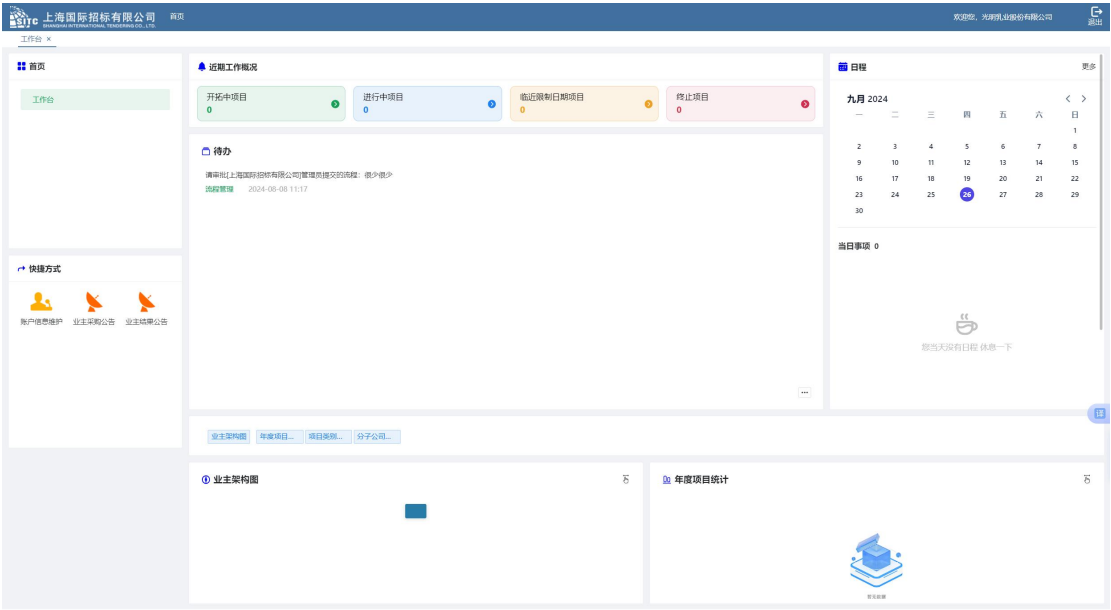 SITC 上海国际招标有限公司 首页 欢迎您，光明乳业股份有限公司 退出
SHANGHAI INTERNATIONAL TENDERING CO., LTD.
工作台 ×
首页
工作台
快捷方式
账户信息维护 业主采购公告 业主结果公告
近期工作概况
开拓中项目 进行中项目 临近限制日期项目 终止项目
0 0 0 0
待办
请审批[上海国际招标有限公司]管理员提交的流程：很少很少
流程管理 2024-08-08 11:17
日程 更多
九月 2024
一 二 三 四 五 六 日
1
2 3 4 5 6 7 8
9 10 11 12 13 14 15
16 17 18 19 20 21 22
23 24 25 26 27 28 29
30
当日事项 0
您当天没有日程 休息一下
译
业主架构图 年度项目... 项目类别... 分子公司...
业主架构图
年度项目统计
暂无数据